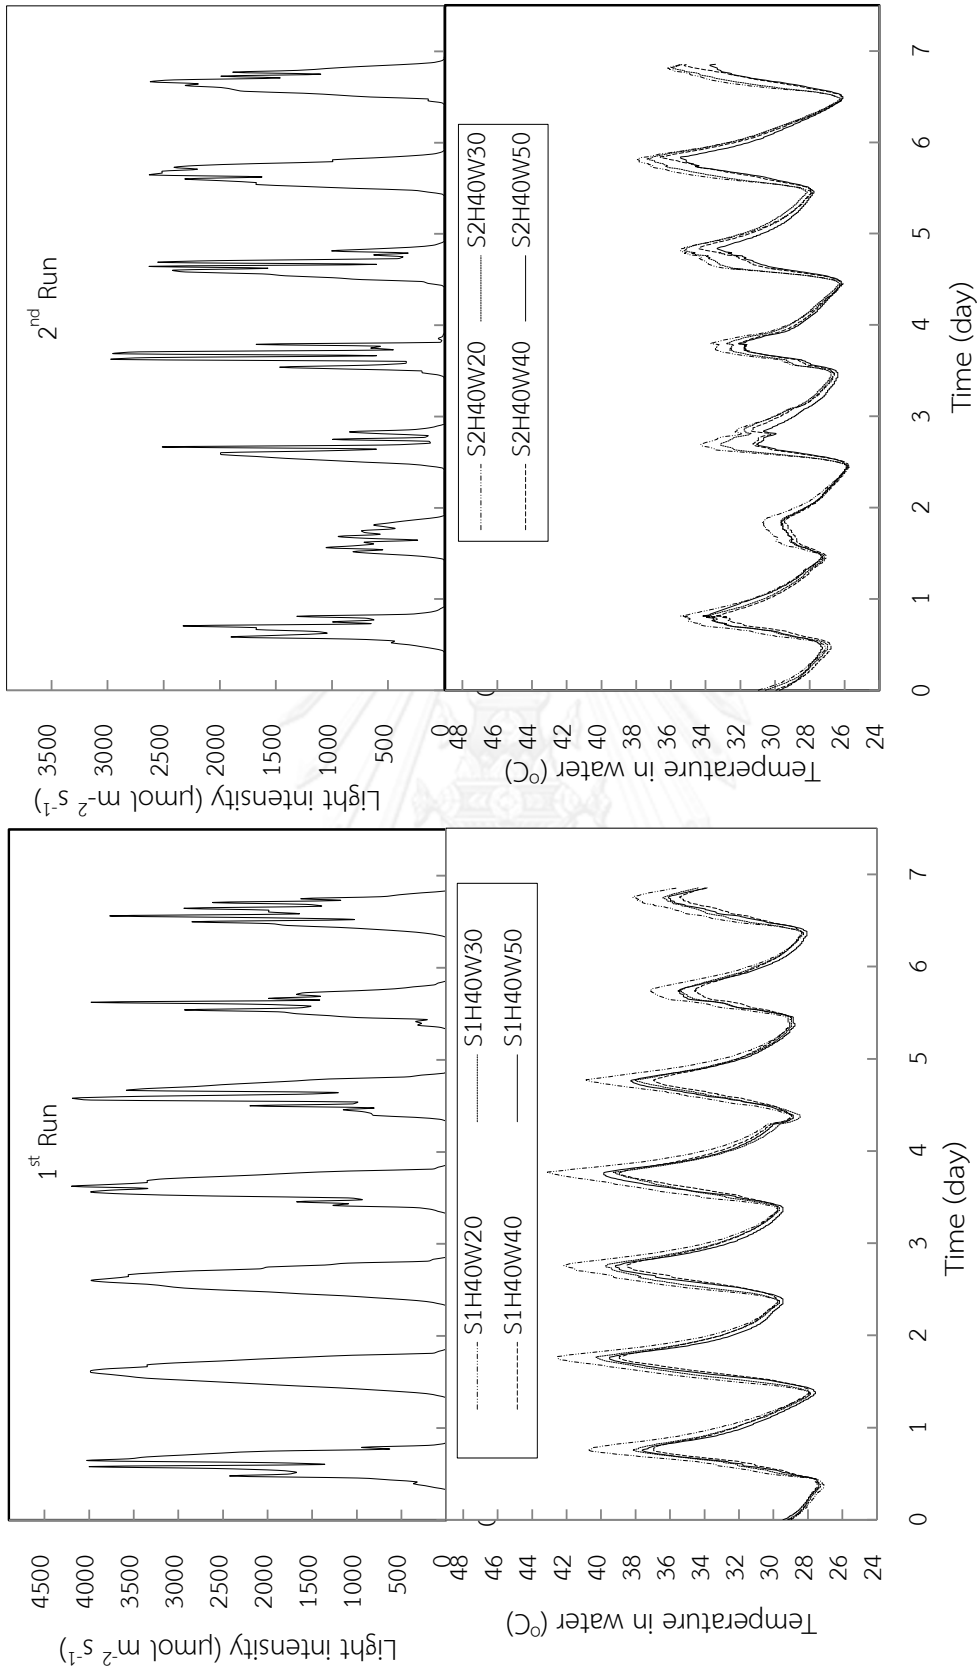 1st Run
Light intensity (µmol m-2 s-1)
4500
4000
3500
3000
2500
2000
1500
1000
500
0
S1H40W20
S1H40W30
S1H40W40
S1H40W50
Temperature in water (°C)
48
46
44
42
40
38
36
34
32
30
28
26
24
0 1 2 3 4 5 6 7
Time (day)
2nd Run
Light intensity (µmol m-2 s-1)
3500
3000
2500
2000
1500
1000
500
0
S2H40W20
S2H40W30
S2H40W40
S2H40W50
Temperature in water (°C)
48
46
44
42
40
38
36
34
32
30
28
26
24
0 1 2 3 4 5 6 7
Time (day)